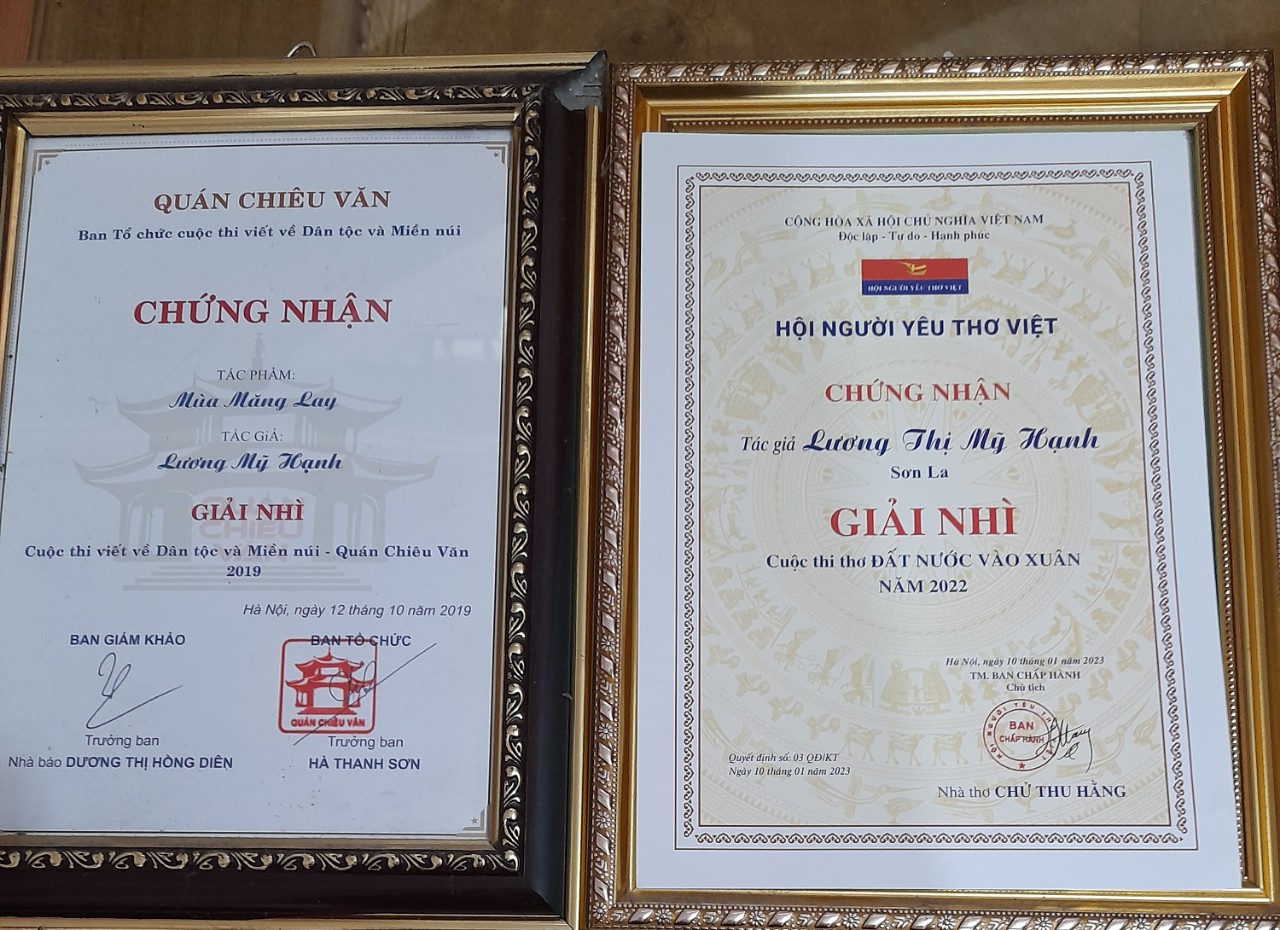 QUÁN CHIÊU VĂN
Ban Tổ chức cuộc thi viết về Dân tộc và Miền núi
CHỨNG NHẬN
TÁC PHẨM:
Mùa Măng Lay
TÁC GIẢ:
Lương Mỹ Hạnh
GIẢI NHÌ
Cuộc thi viết về Dân tộc và Miền núi - Quán Chiêu Văn
2019
Hà Nội, ngày 12 tháng 10 năm 2019
BAN GIÁM KHẢO
BAN TỔ CHỨC
QUÁN CHIÊU VĂN
Trưởng ban
Trưởng ban
Nhà báo DƯƠNG THỊ HỒNG DIÊN
HÀ THANH SƠN
CỘNG HÒA XÃ HỘI CHỦ NGHĨA VIỆT NAM
Độc lập - Tự do - Hạnh phúc
HỘI NGƯỜI YÊU THƠ VIỆT
HỘI NGƯỜI YÊU THƠ VIỆT
CHỨNG NHẬN
Tác giả Lương Thị Mỹ Hạnh
Sơn La
GIẢI NHÌ
Cuộc thi thơ ĐẤT NƯỚC VÀO XUÂN
NĂM 2022
Hà Nội, ngày 10 tháng 01 năm 2023
TM. BAN CHẤP HÀNH
Chủ tịch
HỘI NGƯỜI YÊU THƠ VIỆT
BAN
CHẤP HÀNH
Quyết định số: 03 QĐ/KT
Ngày 10 tháng 01 năm 2023
Nhà thơ CHỬ THU HẰNG